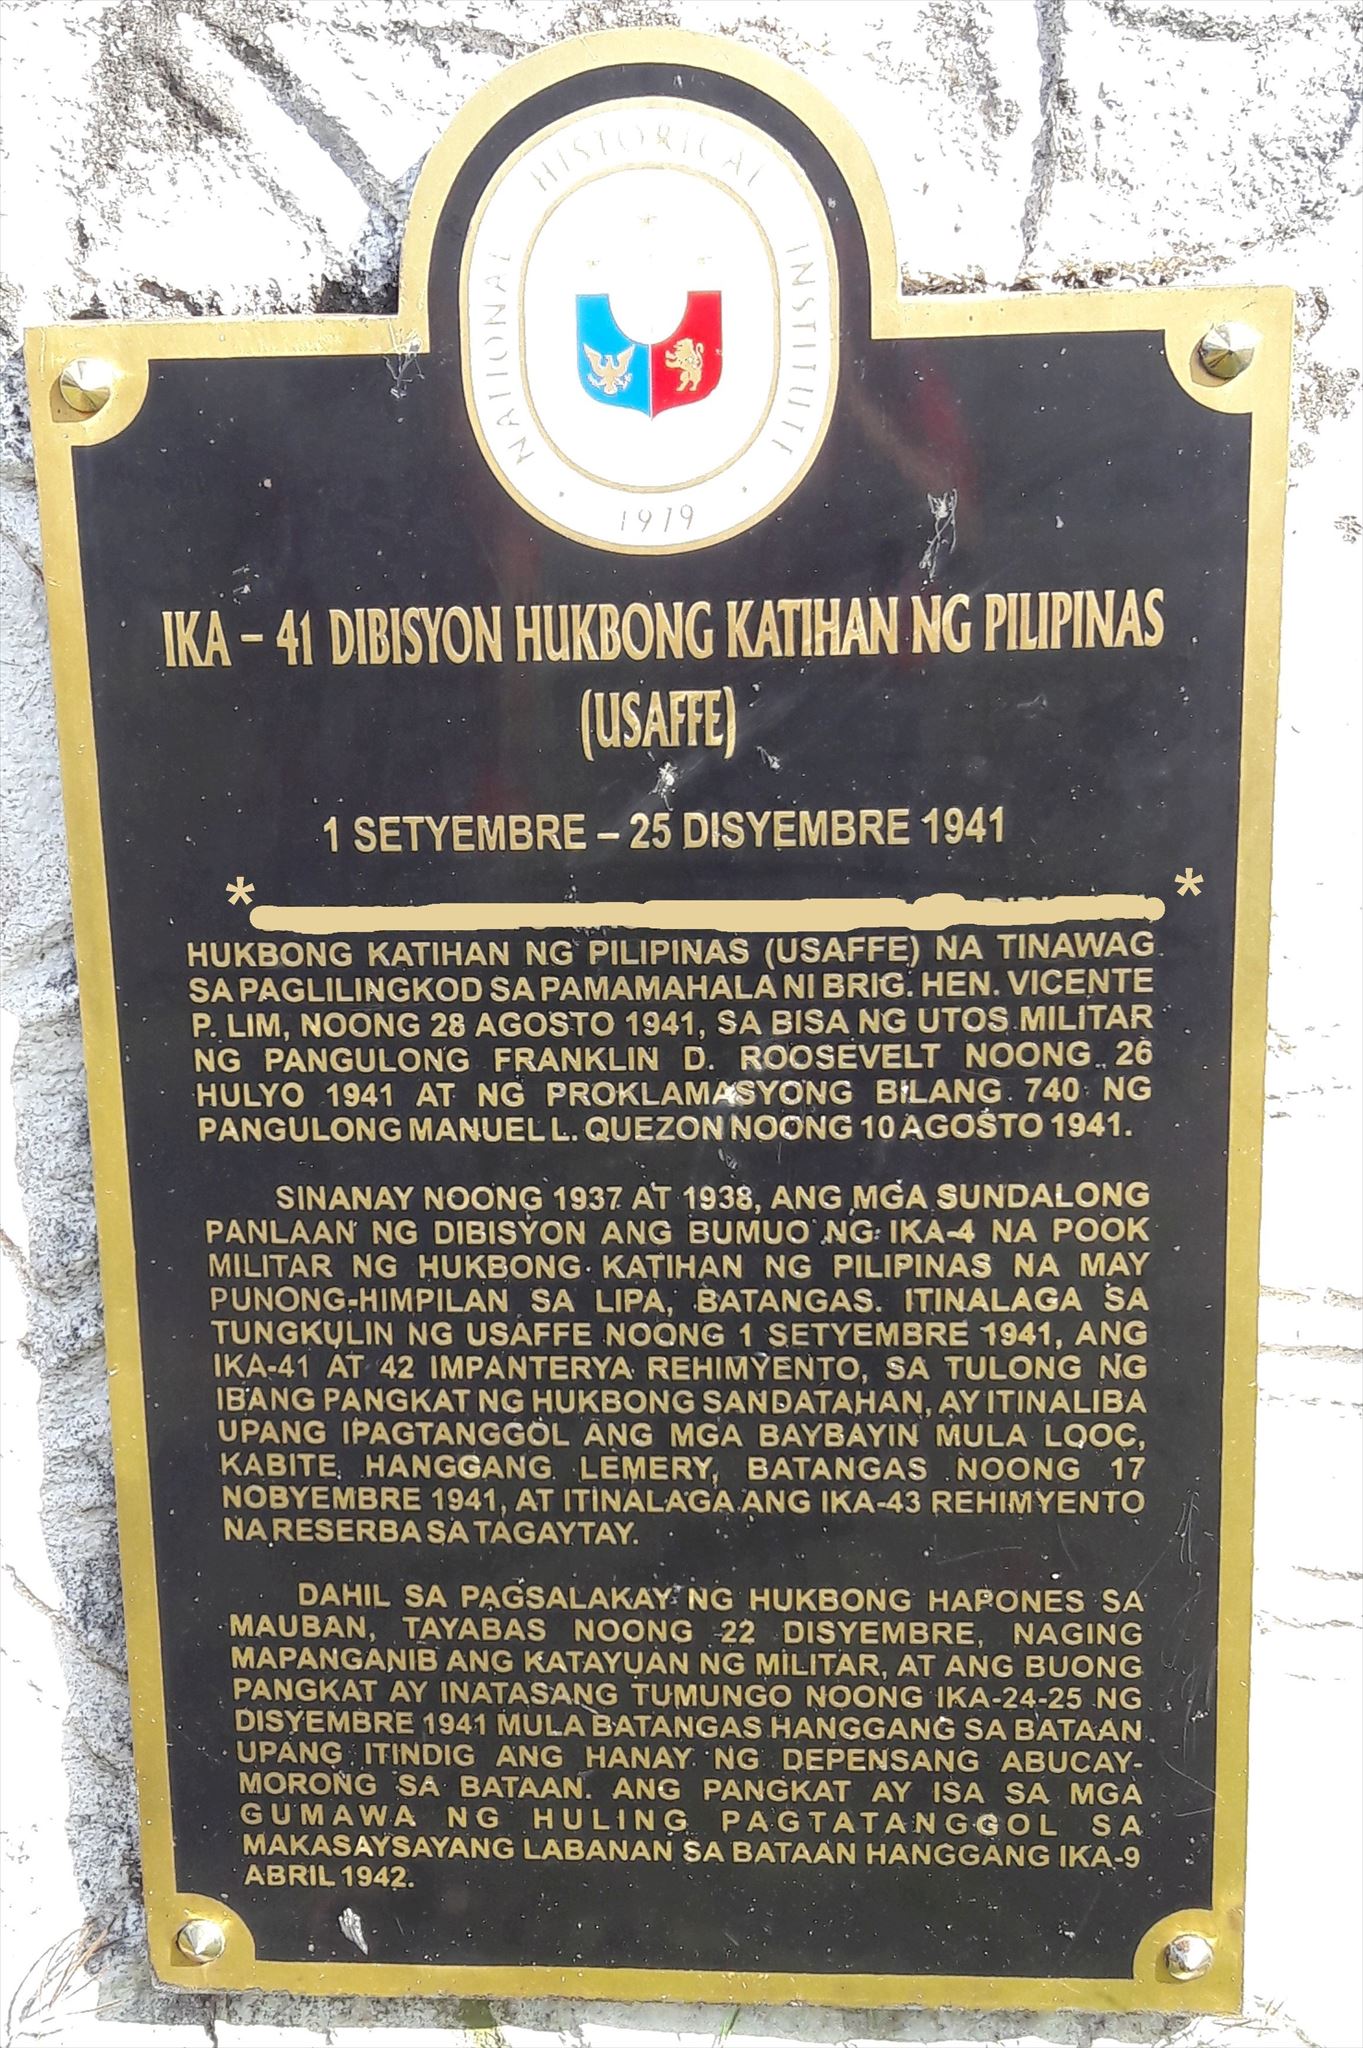 NATIONAL HISTORICAL INSTITUTE
1979
IKA – 41 DIBISYON HUKBONG KATIHAN NG PILIPINAS
(USAFFE)
1 SETYEMBRE – 25 DISYEMBRE 1941
* *
HUKBONG KATIHAN NG PILIPINAS (USAFFE) NA TINAWAG
SA PAGLILINGKOD SA PAMAMAHALA NI BRIG. HEN. VICENTE
P. LIM, NOONG 28 AGOSTO 1941, SA BISA NG UTOS MILITAR
NG PANGULONG FRANKLIN D. ROOSEVELT NOONG 26
HULYO 1941 AT NG PROKLAMASYONG BILANG 740 NG
PANGULONG MANUEL L. QUEZON NOONG 10 AGOSTO 1941.
SINANAY NOONG 1937 AT 1938, ANG MGA SUNDALONG
PANLAAN NG DIBISYON ANG BUMUO NG IKA-4 NA POOK
MILITAR NG HUKBONG KATIHAN NG PILIPINAS NA MAY
PUNONG-HIMPILAN SA LIPA, BATANGAS. ITINALAGA SA
TUNGKULIN NG USAFFE NOONG 1 SETYEMBRE 1941, ANG
IKA-41 AT 42 IMPANTERYA REHIMYENTO, SA TULONG NG
IBANG PANGKAT NG HUKBONG SANDATAHAN, AY ITINALIBA
UPANG IPAGTANGGOL ANG MGA BAYBAYIN MULA LOOC,
KABITE HANGGANG LEMERY, BATANGAS NOONG 17
NOBYEMBRE 1941, AT ITINALAGA ANG IKA-43 REHIMYENTO
NA RESERBA SA TAGAYTAY.
DAHIL SA PAGSALAKAY NG HUKBONG HAPONES SA
MAUBAN, TAYABAS NOONG 22 DISYEMBRE, NAGING
MAPANGANIB ANG KATAYUAN NG MILITAR, AT ANG BUONG
PANGKAT AY INATASANG TUMUNGO NOONG IKA-24-25 NG
DISYEMBRE 1941 MULA BATANGAS HANGGANG SA BATAAN
UPANG ITINDIG ANG HANAY NG DEPENSANG ABUCAY-
MORONG SA BATAAN. ANG PANGKAT AY ISA SA MGA
GUMAWA NG HULING PAGTATANGGOL SA
MAKASAYSAYANG LABANAN SA BATAAN HANGGANG IKA-9
ABRIL 1942.